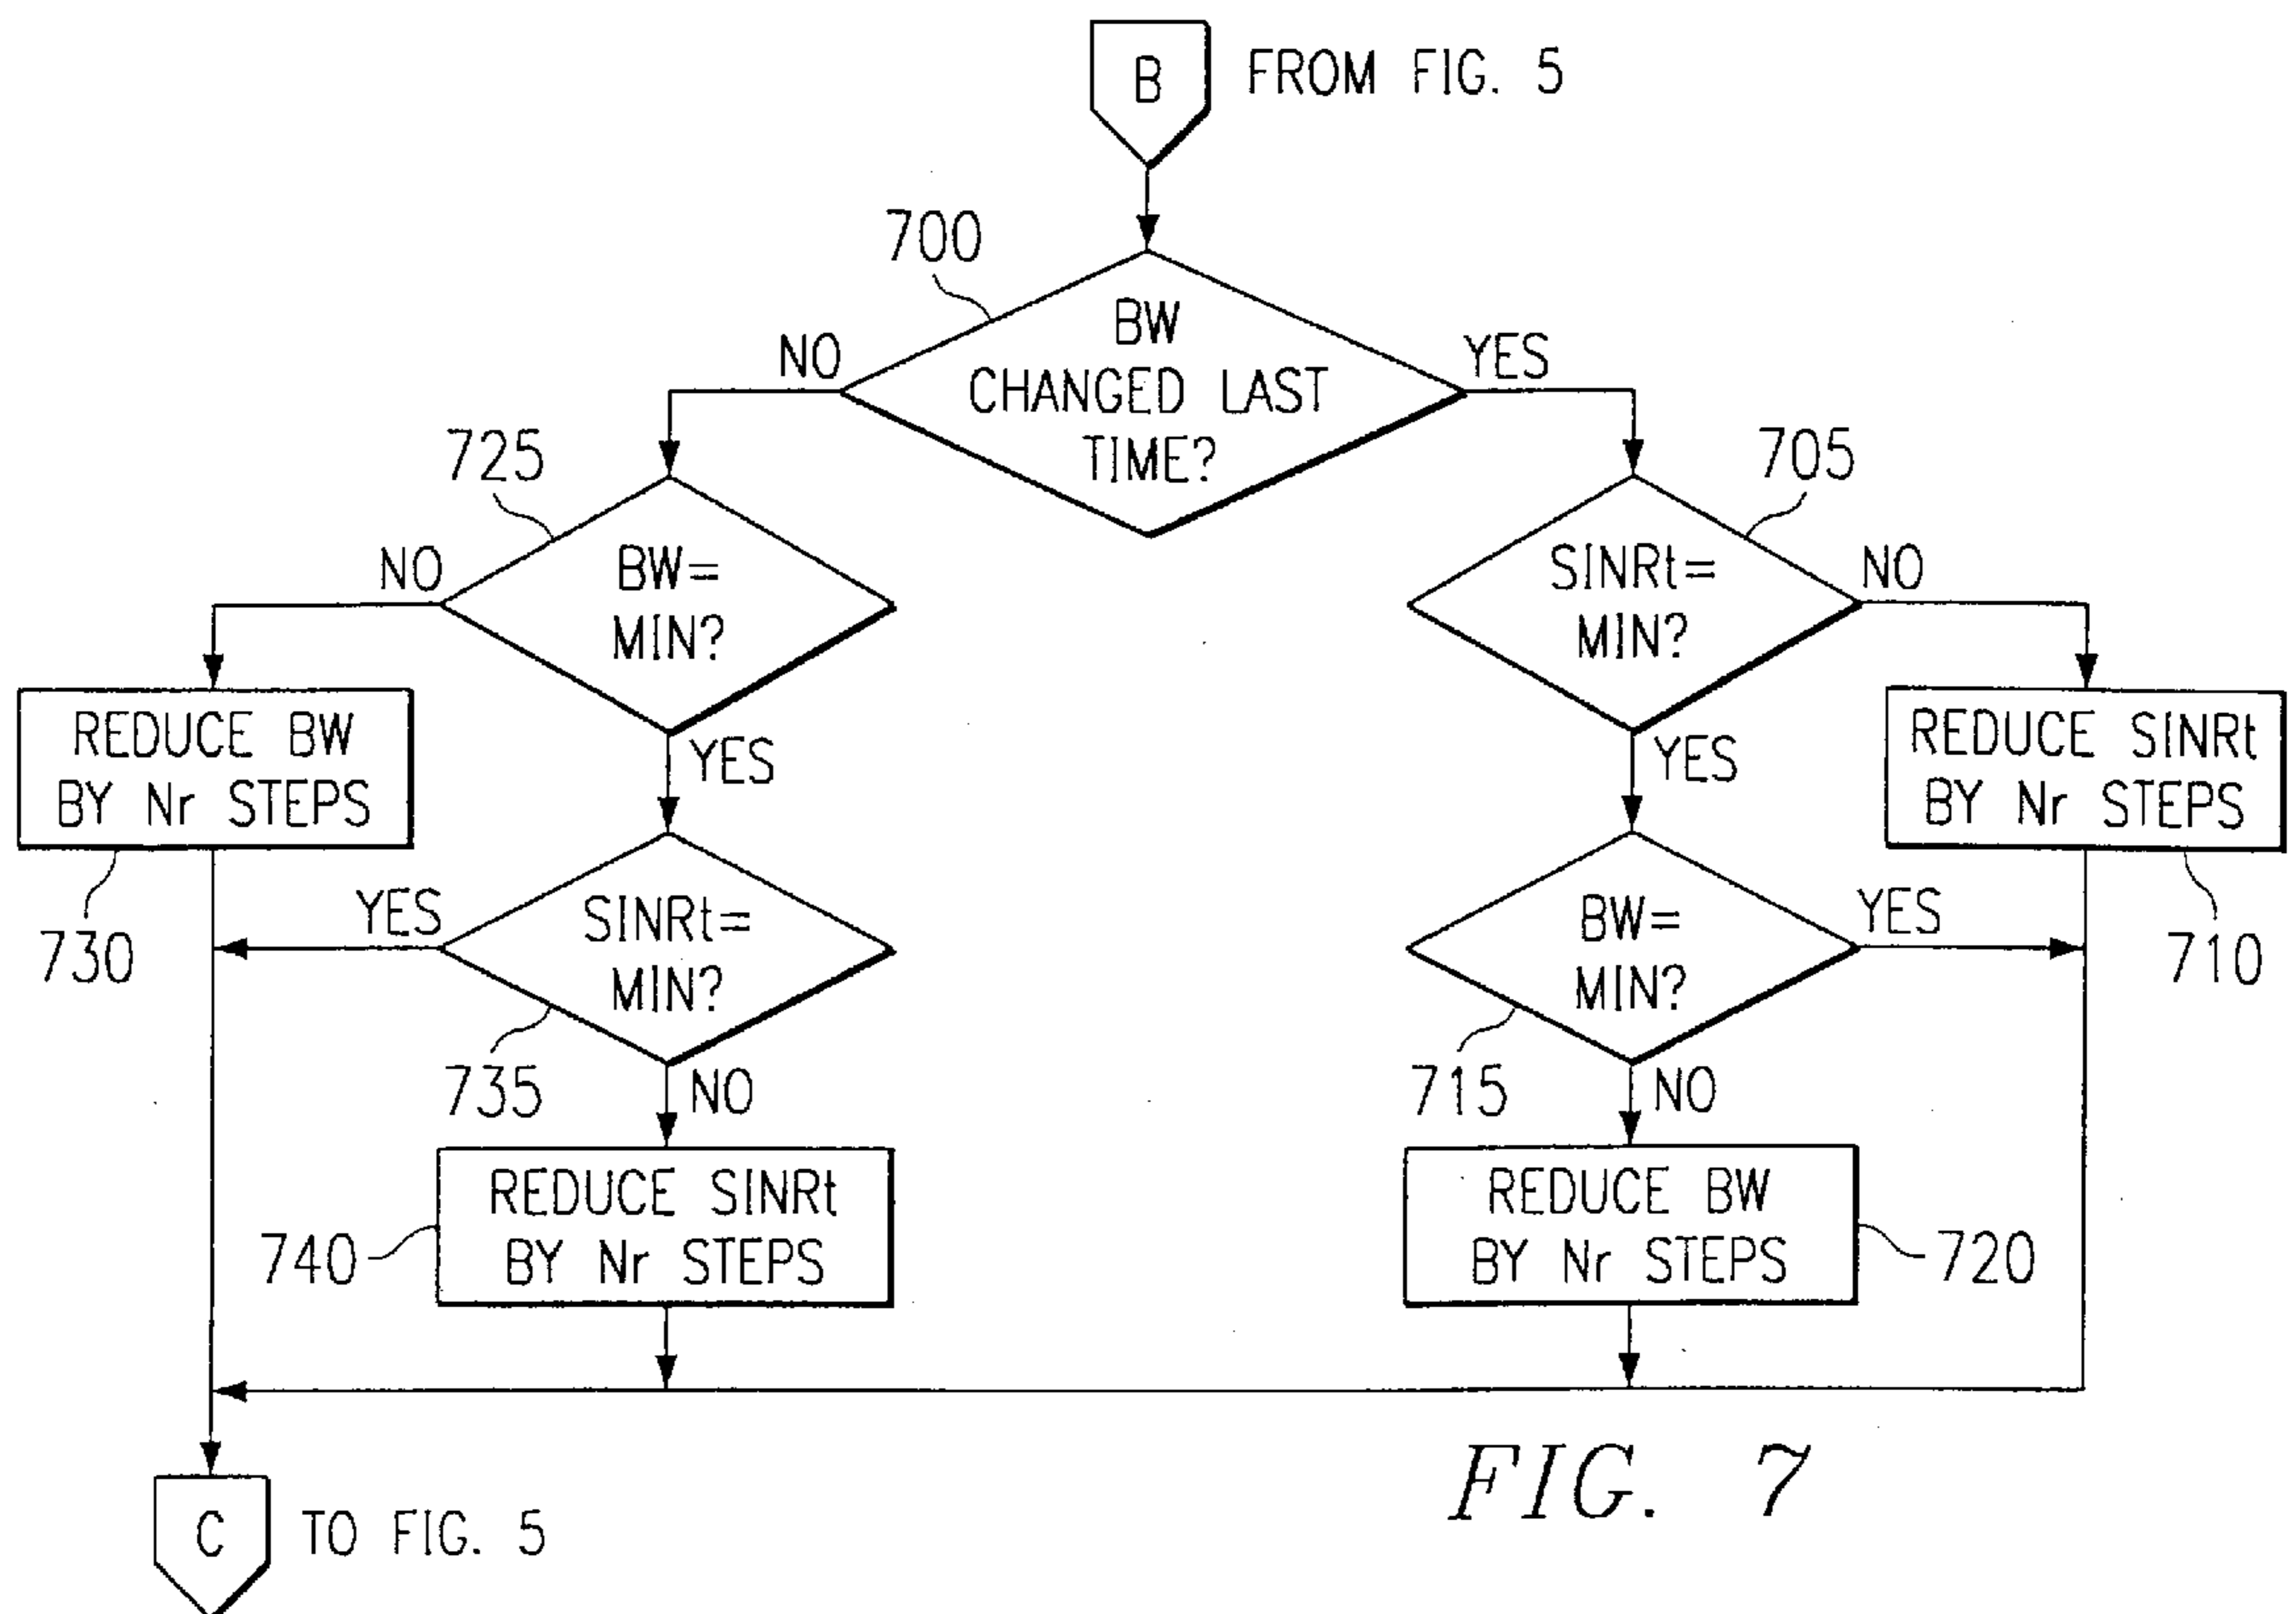 B
FROM FIG. 5
700
BW
CHANGED LAST
TIME?
NO
YES
725
BW=
MIN?
NO
YES
705
SINRt=
MIN?
NO
YES
REDUCE BW
BY Nr STEPS
730
REDUCE SINRt
BY Nr STEPS
710
SINRt=
MIN?
YES
NO
735
BW=
MIN?
YES
NO
715
REDUCE SINRt
BY Nr STEPS
740
REDUCE BW
BY Nr STEPS
720
C
TO FIG. 5
FIG. 7